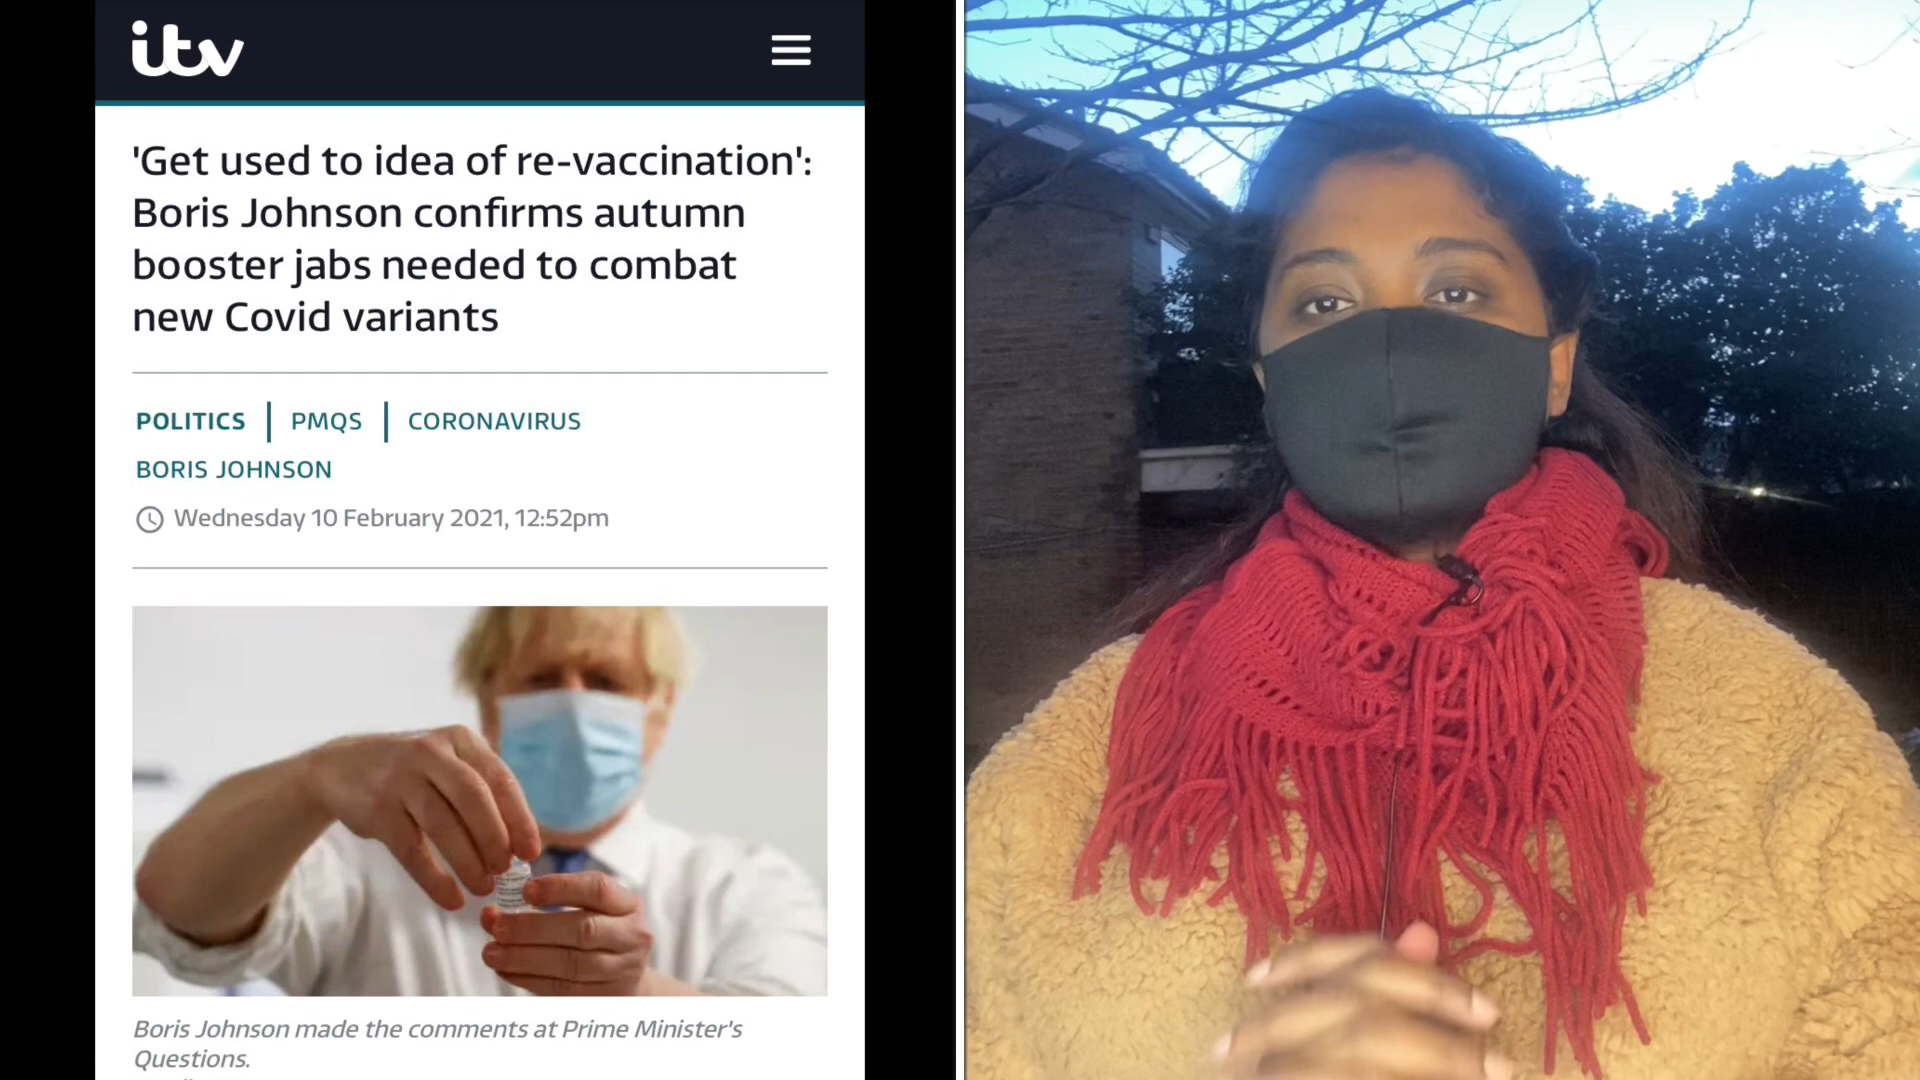 itv
'Get used to idea of re-vaccination':
Boris Johnson confirms autumn
booster jabs needed to combat
new Covid variants
POLITICS | PMQS | CORONAVIRUS
BORIS JOHNSON
Wednesday 10 February 2021, 12:52pm
Boris Johnson made the comments at Prime Minister's
Questions.